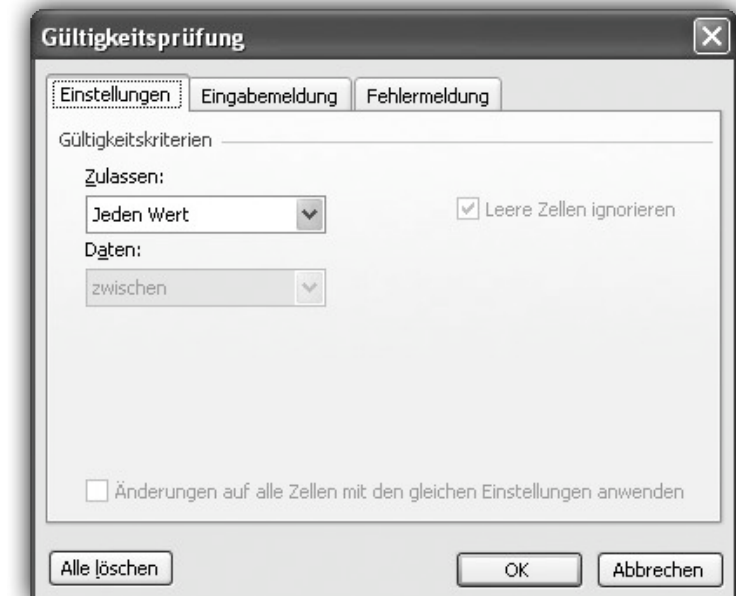 Gültigkeitsprüfung
Einstellungen Eingabemeldung Fehlermeldung
Gültigkeitskriterien
Zulassen:
Jeden Wert Leere Zellen ignorieren
Daten:
zwischen
Änderungen auf alle Zellen mit den gleichen Einstellungen anwenden
Alle löschen OK Abbrechen